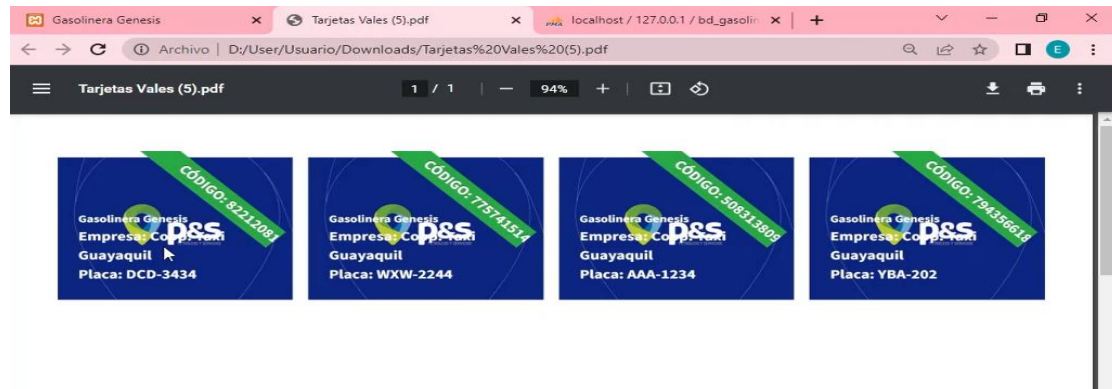 Gasolinera Genesis
Tarjetas Vales (5).pdf
localhost / 127.0.0.1 / bd_gasolin
Archivo | D:/User/Usuario/Downloads/Tarjetas%20Vales%20(5).pdf
E
Tarjetas Vales (5).pdf
1 / 1
94%
CÓDIGO: 82212081
Gasolinera Genesis
Empresa:
P&S
Guayaquil
Placa: DCD-3434
CÓDIGO: 775741514
Gasolinera Genesis
Empresa:
P&S
Guayaquil
Placa: WXW-2244
CÓDIGO: 508313809
Gasolinera Genesis
Empresa:
P&S
Guayaquil
Placa: AAA-1234
CÓDIGO: 794356618
Gasolinera Genesis
Empresa:
P&S
Guayaquil
Placa: YBA-202